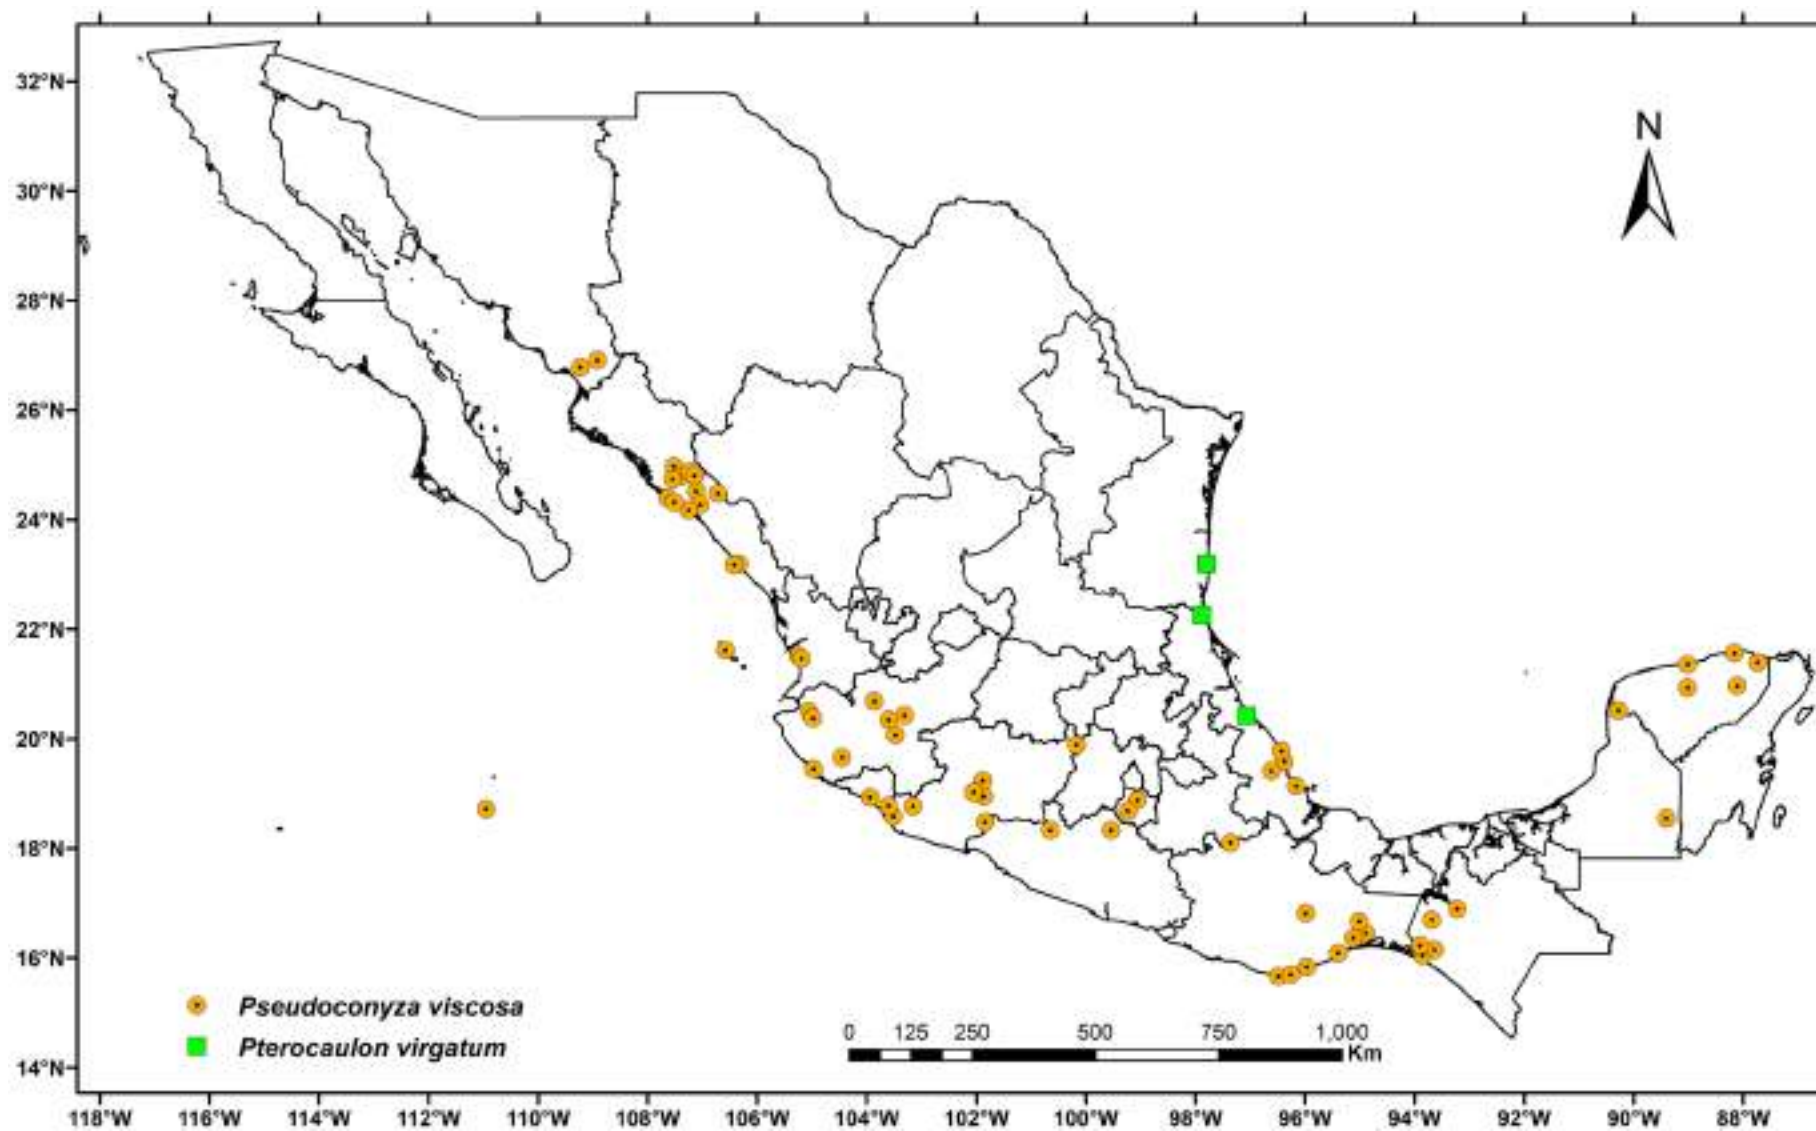 32°N
30°N
28°N
26°N
24°N
22°N
20°N
18°N
16°N
14°N
N
Pseudoconyza viscosa
Pterocaulon virgatum
0 125 250 500 750 1,000
Km
118°W 116°W 114°W 112°W 110°W 108°W 106°W 104°W 102°W 100°W 98°W 96°W 94°W 92°W 90°W 88°W